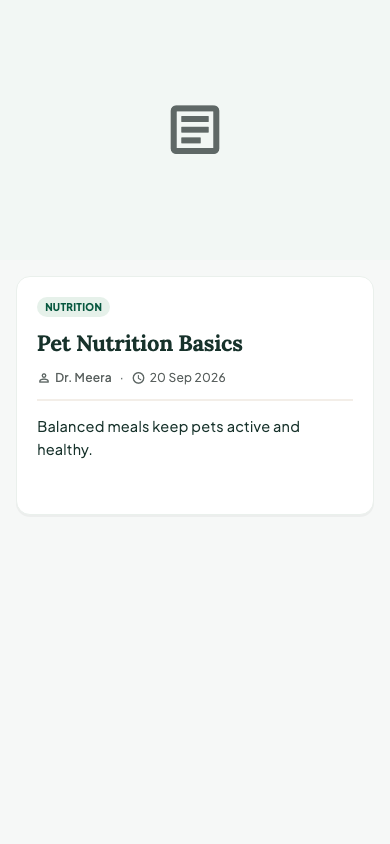 NUTRITION
Pet Nutrition Basics
Dr. Meera · 20 Sep 2026
Balanced meals keep pets active and
healthy.